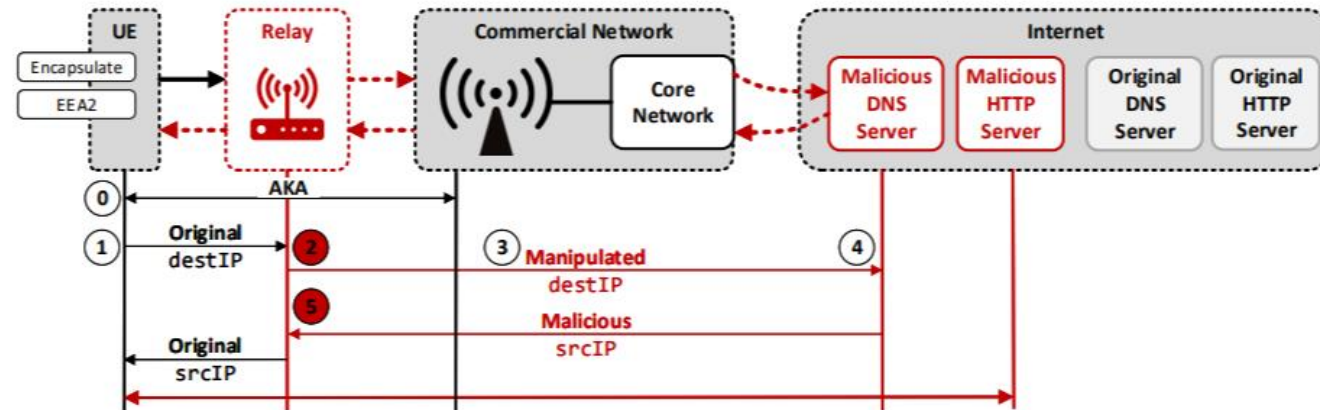 UE
Relay
Commercial Network
Internet
Encapsulate
EEA2
Core
Network
Malicious
DNS
Server
Malicious
HTTP
Server
Original
DNS
Server
Original
HTTP
Server
0
AKA
1
Original
destIP
2
3
Manipulated
destIP
4
5
Malicious
srcIP
Original
srcIP